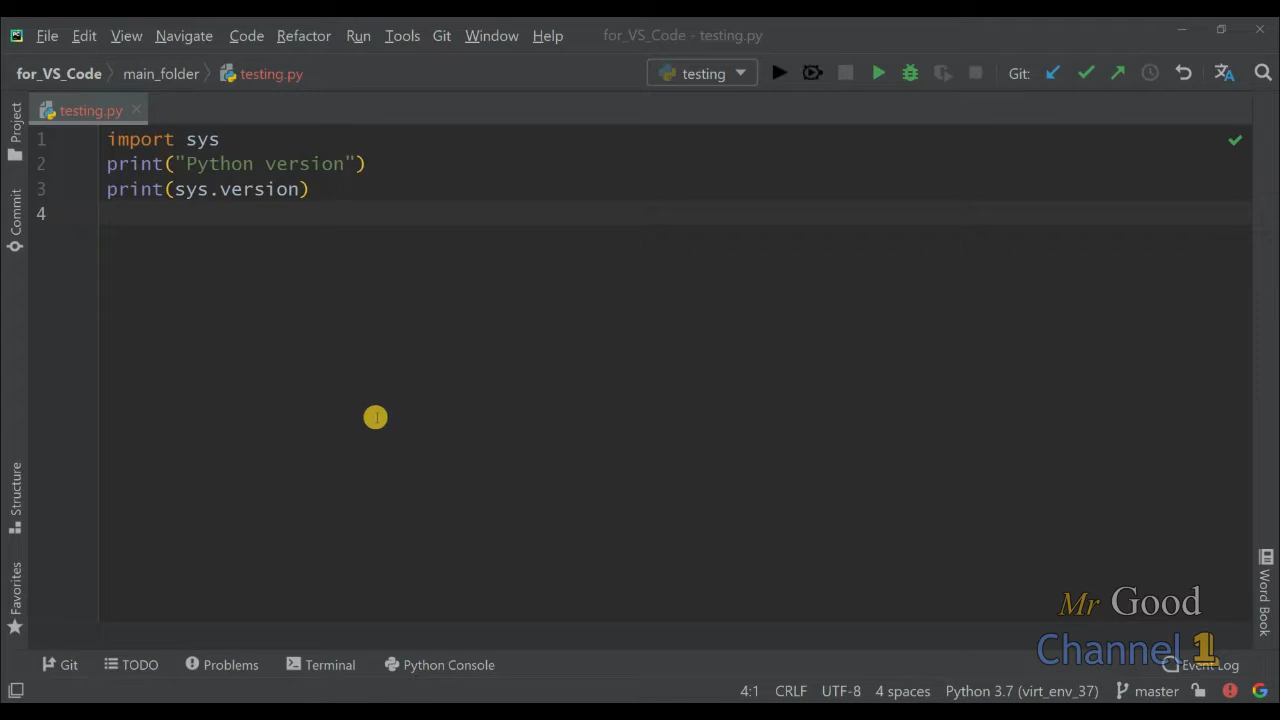 File Edit View Navigate Code Refactor Run Tools Git Window Help for_VS_Code - testing.py
for_VS_Code main_folder testing.py testing Git:
testing.py
Project
Commit
Structure
Favorites
1 import sys
2 print("Python version")
3 print(sys.version)
4
Word Book
Mr Good
Channel 1
Git TODO Problems Terminal Python Console Event Log
4:1 CRLF UTF-8 4 spaces Python 3.7 (virt_env_37) master